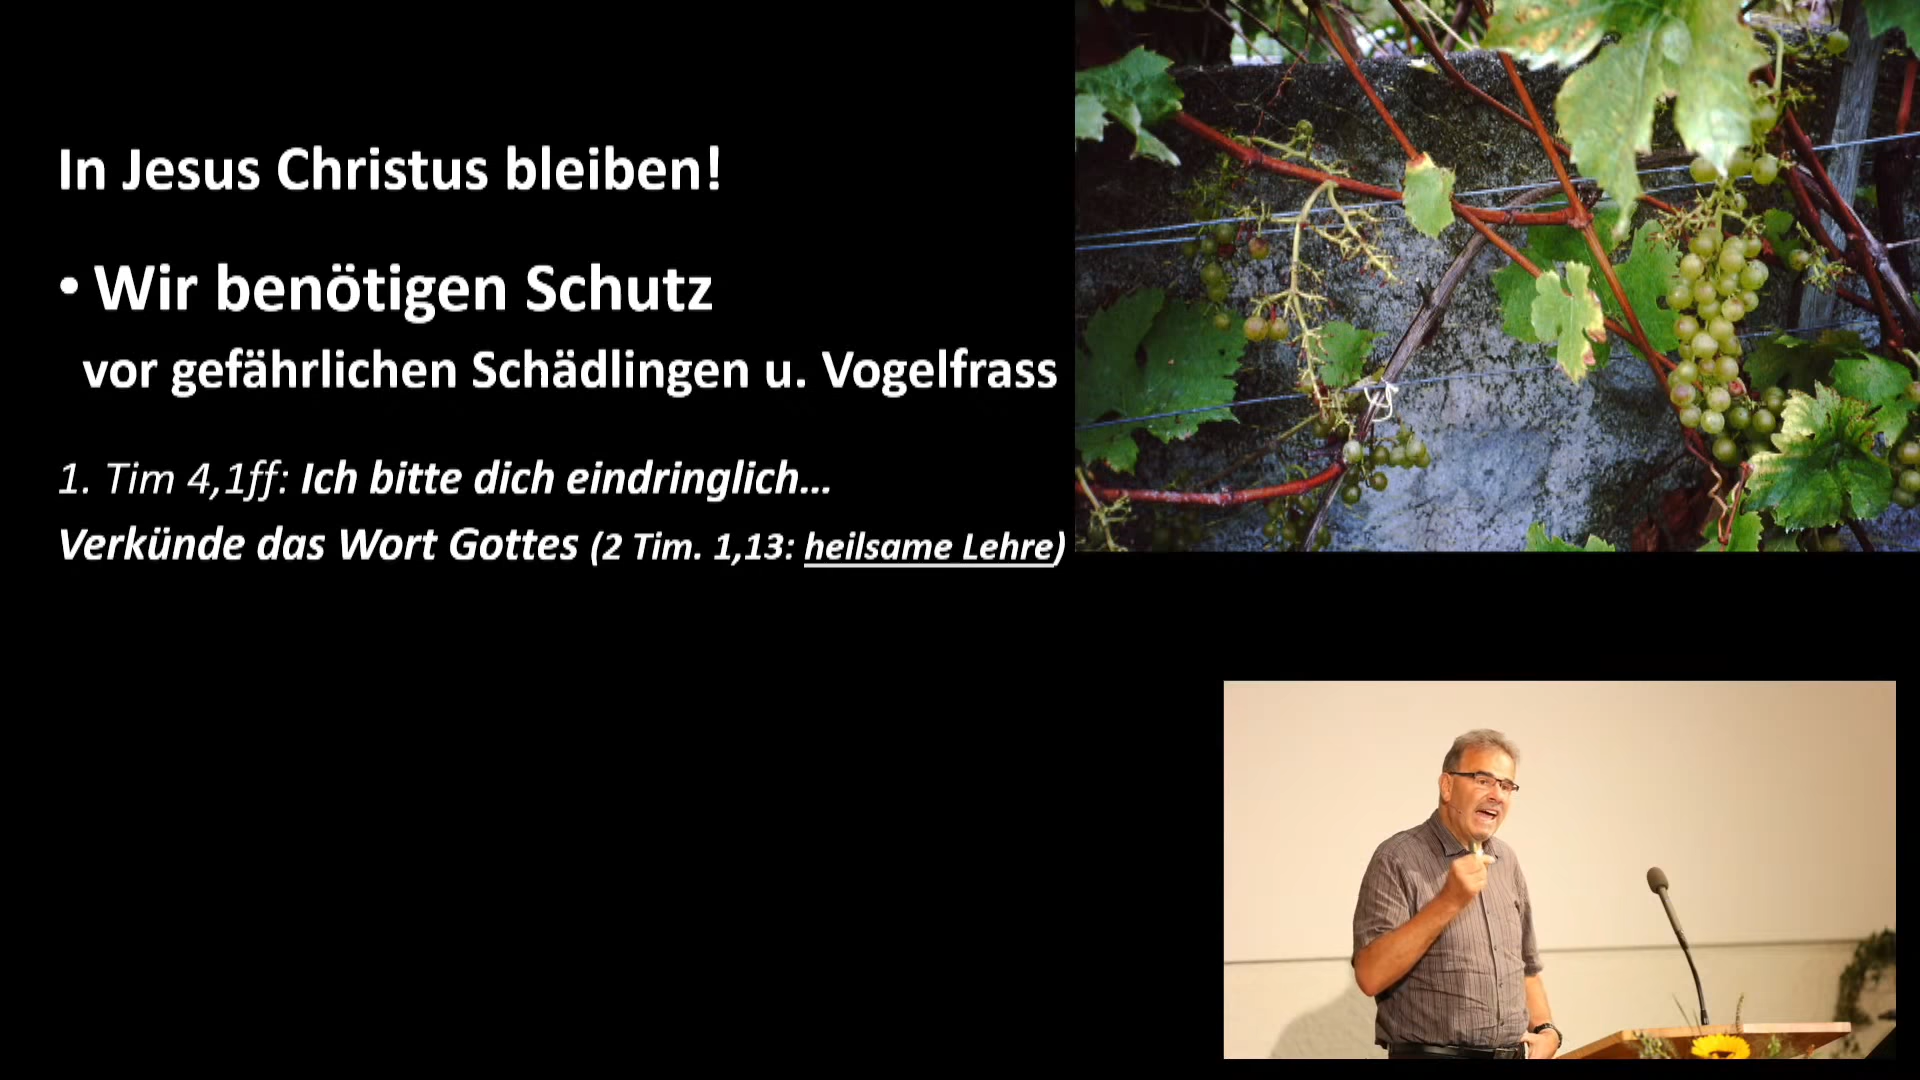 In Jesus Christus bleiben!
• Wir benötigen Schutz
vor gefährlichen Schädlingen u. Vogelfrass
1. Tim 4,1ff: Ich bitte dich eindringlich...
Verkünde das Wort Gottes (2 Tim. 1,13: heilsame Lehre)